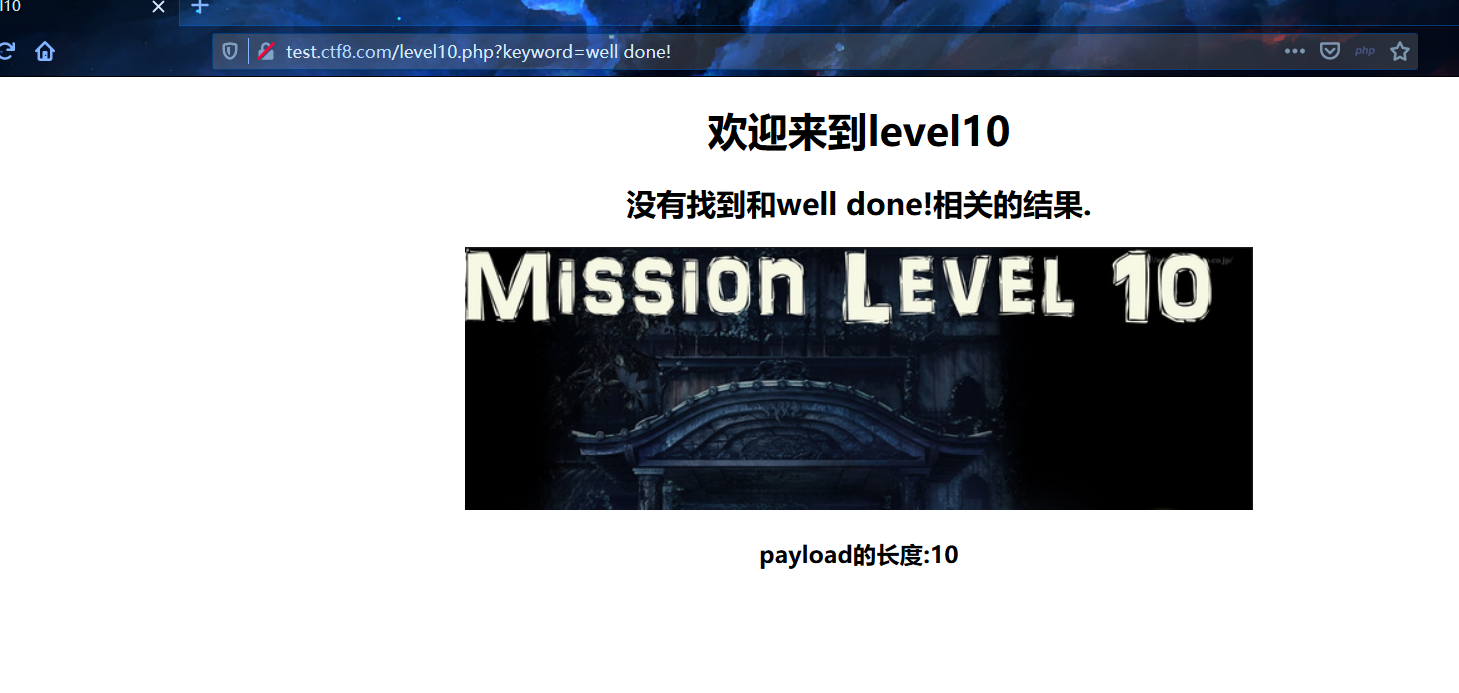 l10
test.ctf8.com/level10.php?keyword=well done!
php
欢迎来到level10
没有找到和well done!相关的结果.
Mission Level 10
payload的长度:10